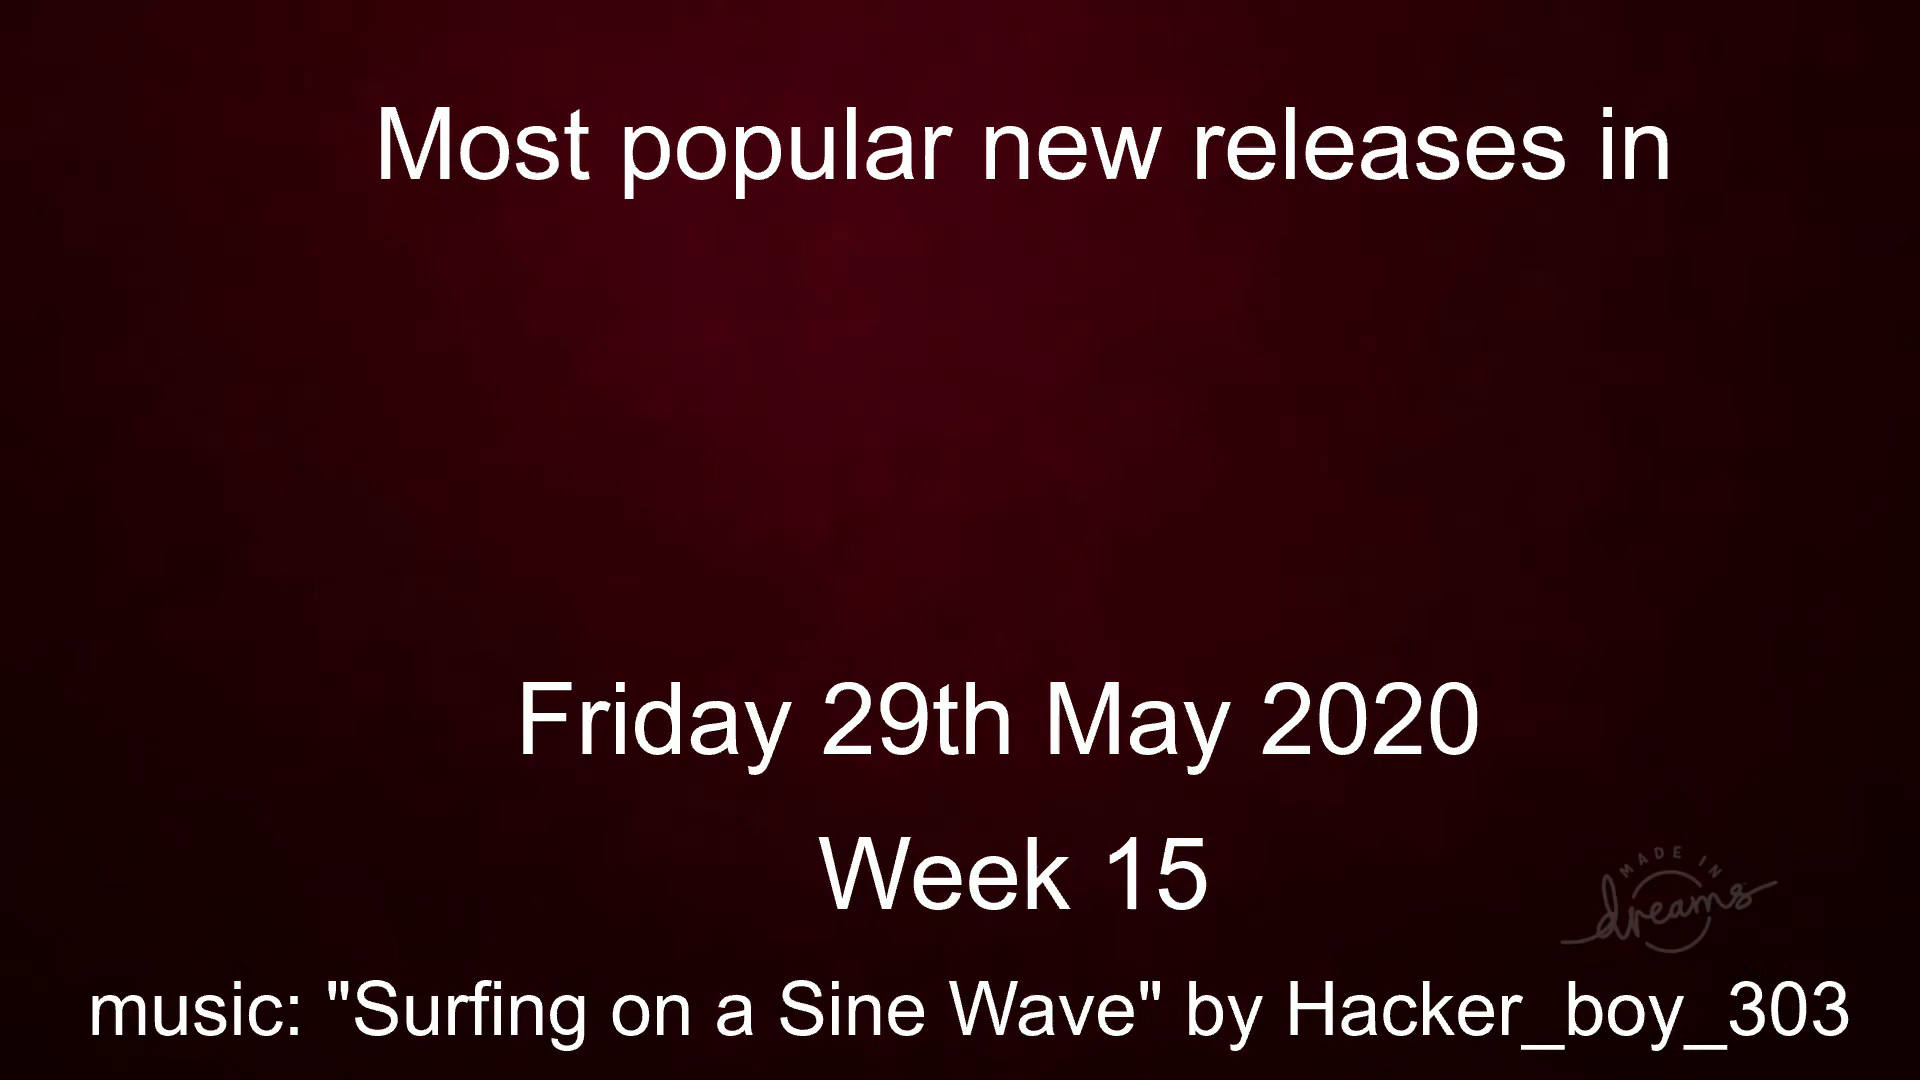 Most popular new releases in
Friday 29th May 2020
Week 15
MADE IN
dreams
music: "Surfing on a Sine Wave" by Hacker_boy_303